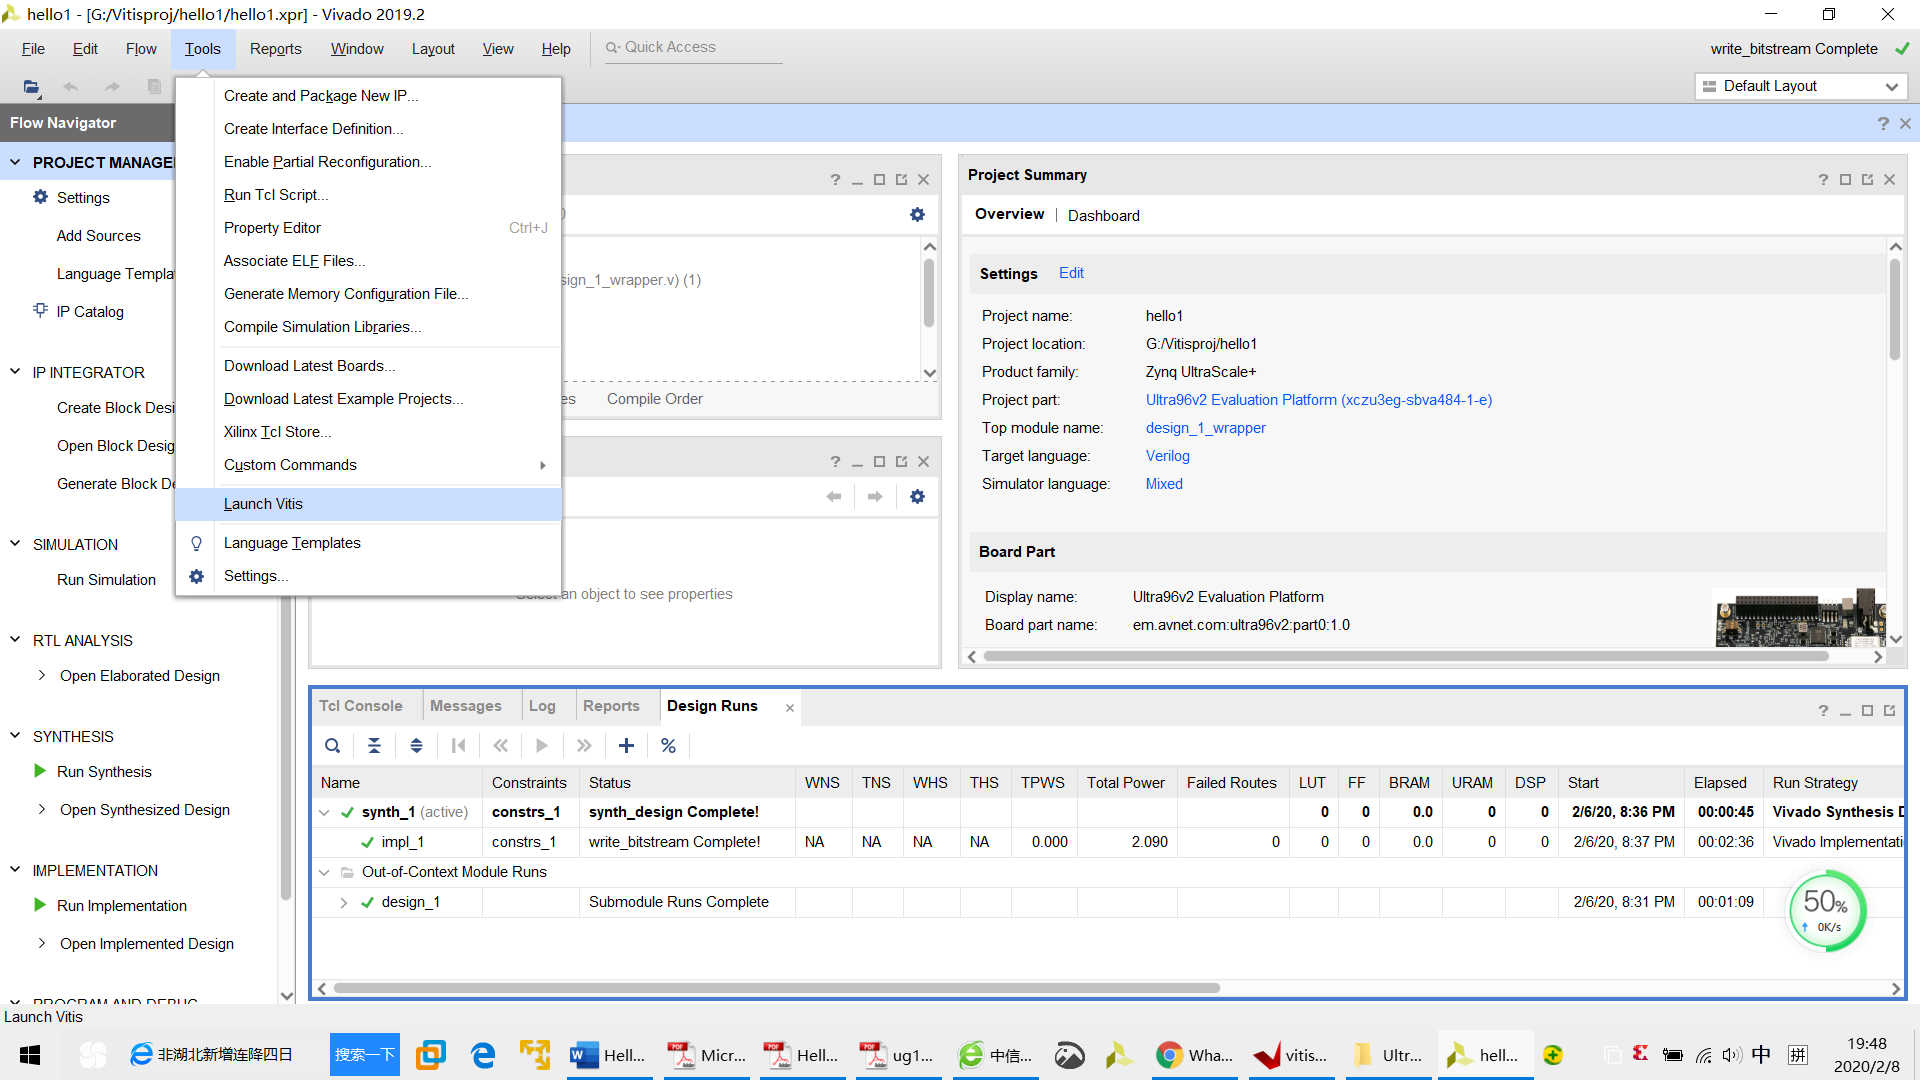 hello1 - [G:/Vitisproj/hello1/hello1.xpr] - Vivado 2019.2
File Edit Flow Tools Reports Window Layout View Help Quick Access
write_bitstream Complete
Default Layout
Flow Navigator
PROJECT MANAGE
Settings
Add Sources
Language Templa
IP Catalog
IP INTEGRATOR
Create Block Desi
Open Block Desig
Generate Block De
SIMULATION
Run Simulation
RTL ANALYSIS
Open Elaborated Design
SYNTHESIS
Run Synthesis
Open Synthesized Design
IMPLEMENTATION
Run Implementation
Open Implemented Design
PROGRAM AND DEBUG
Create and Package New IP...
Create Interface Definition...
Enable Partial Reconfiguration...
Run Tcl Script...
Property Editor Ctrl+J
Associate ELF Files...
Generate Memory Configuration File...
Compile Simulation Libraries...
Download Latest Boards...
Download Latest Example Projects...
Xilinx Tcl Store...
Custom Commands
Launch Vitis
Language Templates
Settings...
sign_1_wrapper.v) (1)
es Compile Order
Select an object to see properties
Project Summary
Overview | Dashboard
Settings Edit
Project name: hello1
Project location: G:/Vitisproj/hello1
Product family: Zynq UltraScale+
Project part: Ultra96v2 Evaluation Platform (xczu3eg-sbva484-1-e)
Top module name: design_1_wrapper
Target language: Verilog
Simulator language: Mixed
Board Part
Display name: Ultra96v2 Evaluation Platform
Board part name: em.avnet.com:ultra96v2:part0:1.0
Tcl Console Messages Log Reports Design Runs
Name Constraints Status WNS TNS WHS THS TPWS Total Power Failed Routes LUT FF BRAM URAM DSP Start Elapsed Run Strategy
synth_1 (active) constrs_1 synth_design Complete! 0 0 0.0 0 0 2/6/20, 8:36 PM 00:00:45 Vivado Synthesis D
impl_1 constrs_1 write_bitstream Complete! NA NA NA NA 0.000 2.090 0 0 0 0.0 0 0 2/6/20, 8:37 PM 00:02:36 Vivado Implementati
Out-of-Context Module Runs
design_1 Submodule Runs Complete 2/6/20, 8:31 PM 00:01:09
50%
0K/s
Launch Vitis
非湖北新增连降四日 搜索一下 Hell... Micr... Hell... ug1... 中信... Wha... vitis... Ultr... hell... 中 拼
19:48
2020/2/8